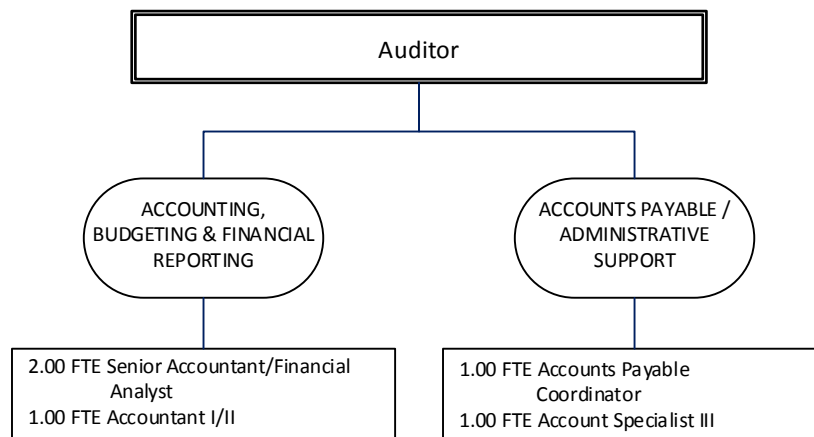 Auditor
ACCOUNTING,
BUDGETING & FINANCIAL
REPORTING
ACCOUNTS PAYABLE /
ADMINISTRATIVE
SUPPORT
2.00 FTE Senior Accountant/Financial
Analyst
1.00 FTE Accountant I/II
1.00 FTE Accounts Payable
Coordinator
1.00 FTE Account Specialist III